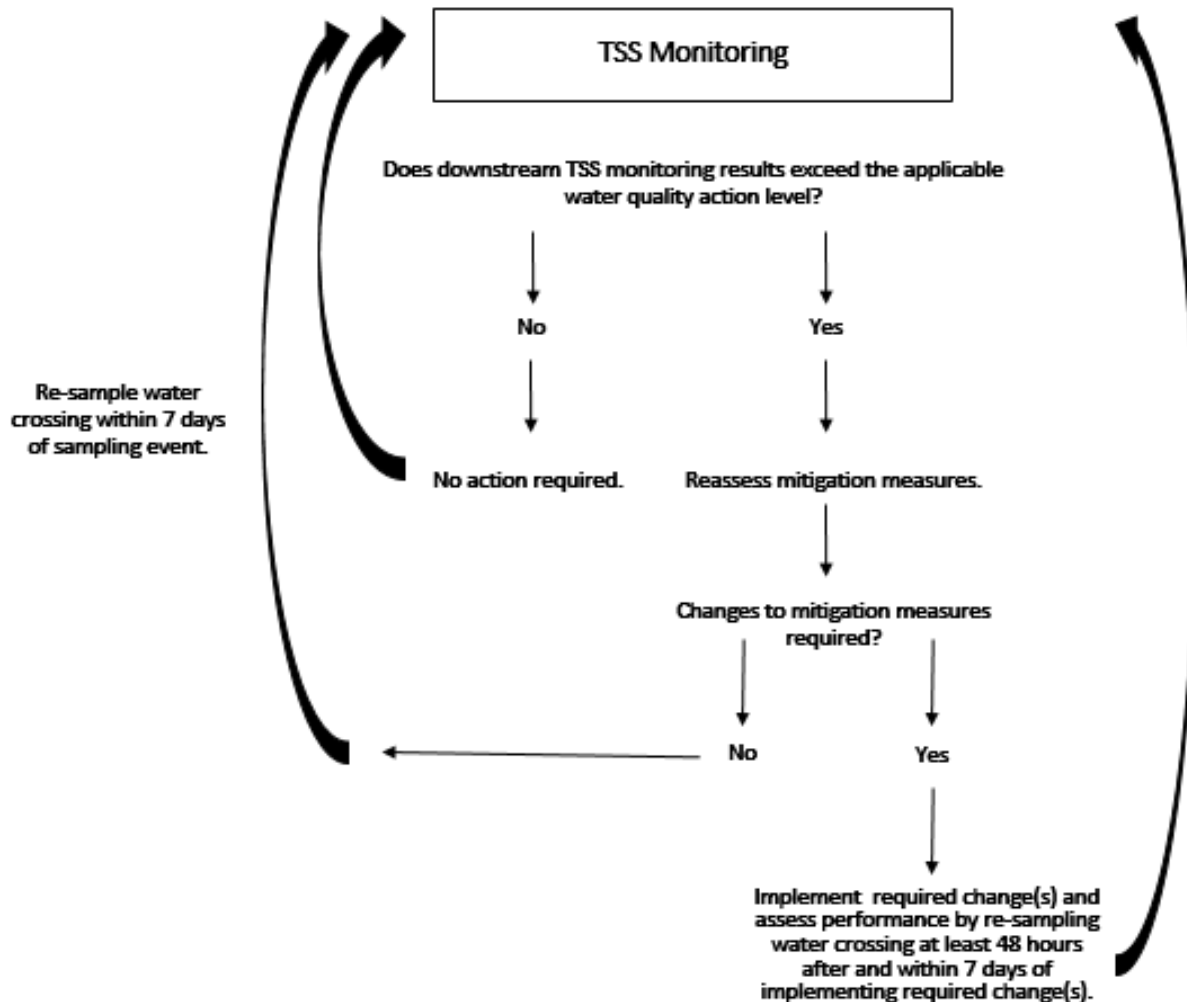 TSS Monitoring
Does downstream TSS monitoring results exceed the applicable
water quality action level?
No
Yes
Re-sample water
crossing within 7 days
of sampling event.
No action required.
Reassess mitigation measures.
Changes to mitigation measures
required?
No
Yes
Implement required change(s) and
assess performance by re-sampling
water crossing at least 48 hours
after and within 7 days of
implementing required change(s).